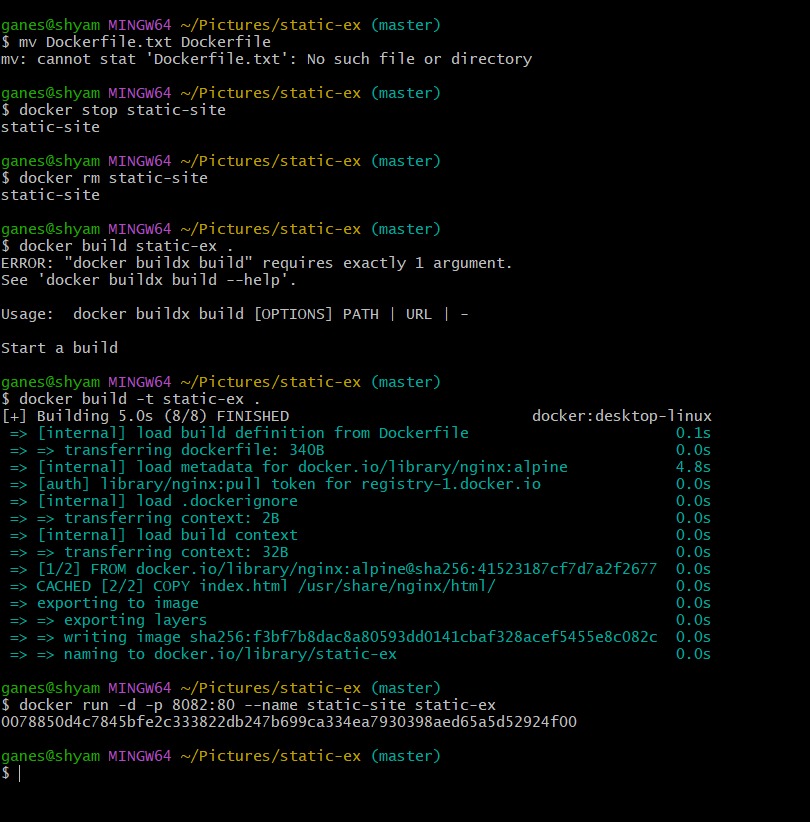 ganes@shyam MINGW64 ~/Pictures/static-ex (master)
$ mv Dockerfile.txt Dockerfile
mv: cannot stat 'Dockerfile.txt': No such file or directory
ganes@shyam MINGW64 ~/Pictures/static-ex (master)
$ docker stop static-site
static-site
ganes@shyam MINGW64 ~/Pictures/static-ex (master)
$ docker rm static-site
static-site
ganes@shyam MINGW64 ~/Pictures/static-ex (master)
$ docker build static-ex .
ERROR: "docker buildx build" requires exactly 1 argument.
See 'docker buildx build --help'.
Usage:  docker buildx build [OPTIONS] PATH | URL | -
Start a build
ganes@shyam MINGW64 ~/Pictures/static-ex (master)
$ docker build -t static-ex .
[+] Building 5.0s (8/8) FINISHED docker:desktop-linux
=> [internal] load build definition from Dockerfile 0.1s
=> => transferring dockerfile: 340B 0.0s
=> [internal] load metadata for docker.io/library/nginx:alpine 4.8s
=> [auth] library/nginx:pull token for registry-1.docker.io 0.0s
=> [internal] load .dockerignore 0.0s
=> => transferring context: 2B 0.0s
=> [internal] load build context 0.0s
=> => transferring context: 32B 0.0s
=> [1/2] FROM docker.io/library/nginx:alpine@sha256:41523187cf7d7a2f2677 0.0s
=> CACHED [2/2] COPY index.html /usr/share/nginx/html/ 0.0s
=> exporting to image 0.0s
=> => exporting layers 0.0s
=> => writing image sha256:f3bf7b8dac8a80593dd0141cbaf328acef5455e8c082c 0.0s
=> => naming to docker.io/library/static-ex 0.0s
ganes@shyam MINGW64 ~/Pictures/static-ex (master)
$ docker run -d -p 8082:80 --name static-site static-ex
0078850d4c7845bfe2c333822db247b699ca334ea7930398aed65a5d52924f00
ganes@shyam MINGW64 ~/Pictures/static-ex (master)
$